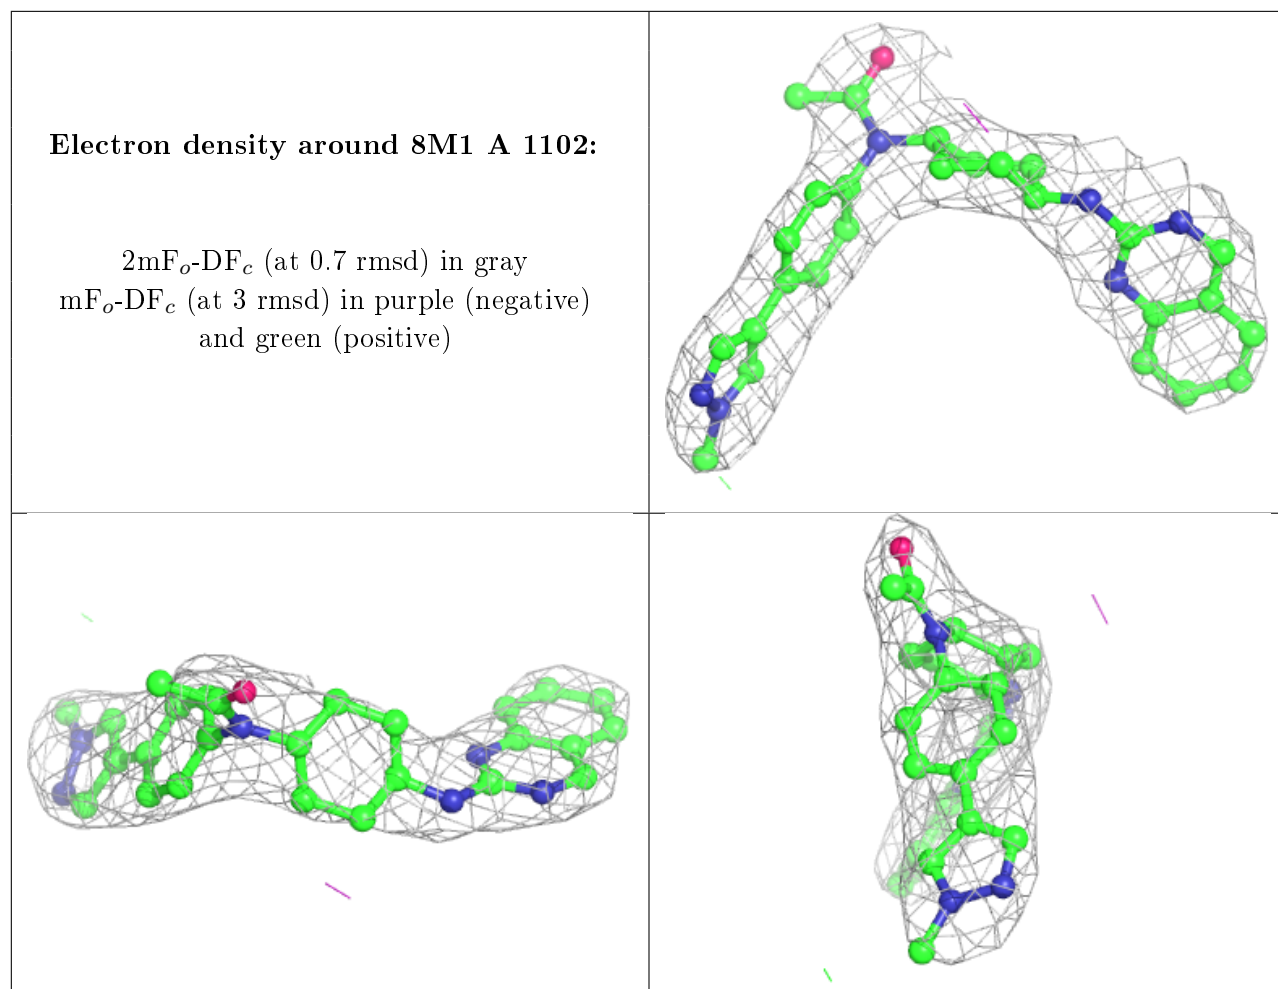 Electron density around 8M1 A 1102:
2mFₒ-DF𝒸 (at 0.7 rmsd) in gray
mFₒ-DF𝒸 (at 3 rmsd) in purple (negative)
and green (positive)